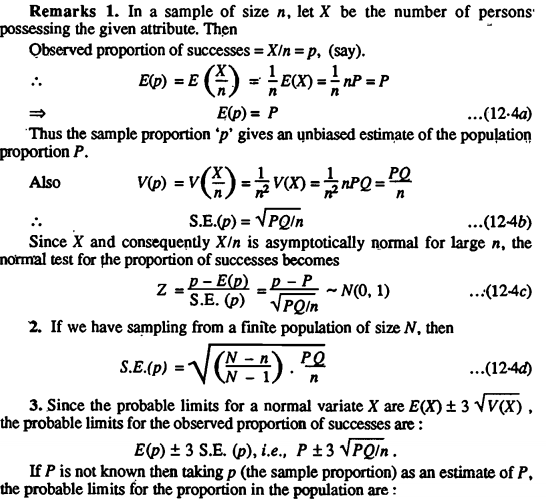 Remarks 1. In a sample of size n, let X be the number of persons
possessing the given attribute. Then
Observed proportion of successes = X/n = p, (say).
∴ E(p) = E (X/n) = 1/n E(X) = 1/n nP = P
⇒ E(p) = P ...(12·4a)
Thus the sample proportion ‘p’ gives an unbiased estimate of the population
proportion P.
Also V(p) = V(X/n) = 1/n² V(X) = 1/n² nPQ = PQ/n
∴ S.E.(p) = √PQ/n ...(12·4b)
Since X and consequently X/n is asymptotically normal for large n, the
normal test for the proportion of successes becomes
Z = (p – E(p))/(S.E. (p)) = (p – P)/√PQ/n ~ N(0, 1) ...(12·4c)
2. If we have sampling from a finite population of size N, then
S.E.(p) = √((N – n)/(N – 1)) · PQ/n ...(12·4d)
3. Since the probable limits for a normal variate X are E(X) ± 3 √V(X) ,
the probable limits for the observed proportion of successes are :
E(p) ± 3 S.E. (p), i.e., P ± 3 √PQ/n .
If P is not known then taking p (the sample proportion) as an estimate of P,
the probable limits for the proportion in the population are :